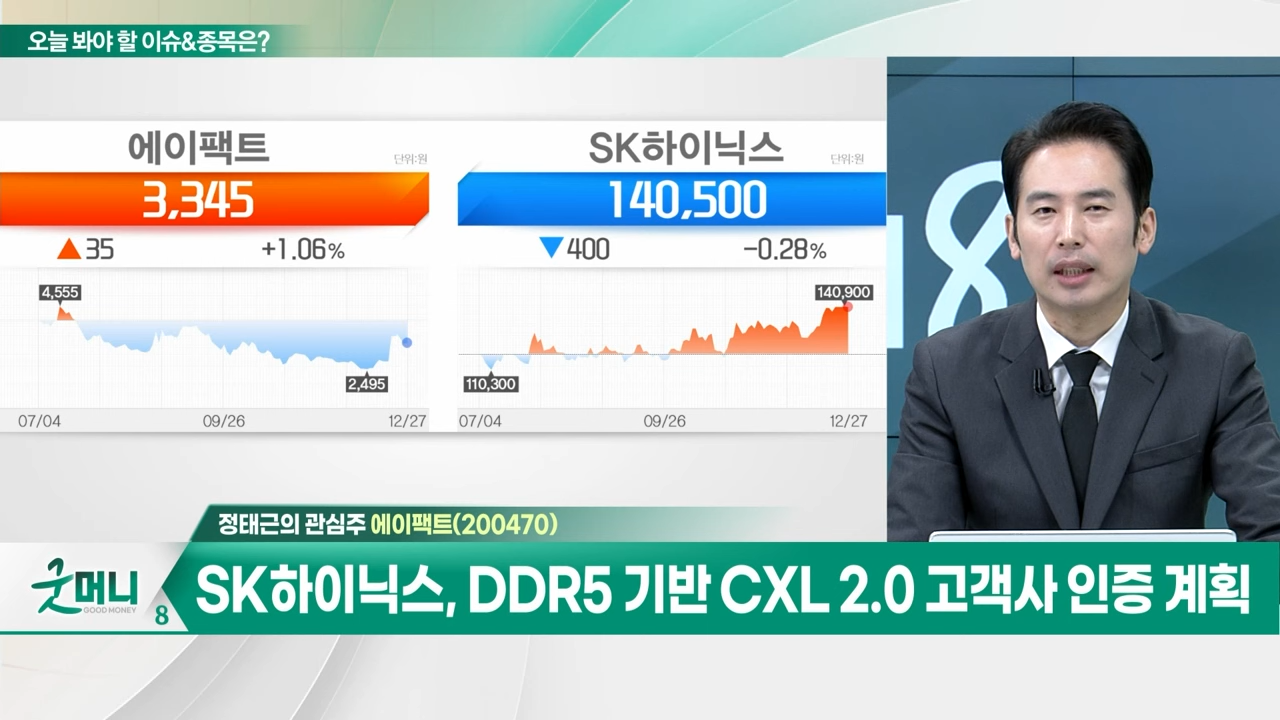 오늘 봐야 할 이슈&종목은?
에이팩트
단위:원
3,345
▲35 +1.06%
4,555
2,495
07/04 09/26 12/27
SK하이닉스
단위:원
140,500
▼400 -0.28%
140,900
110,300
07/04 09/26 12/27
8
정태근의 관심주 에이팩트(200470)
굿머니
GOOD MONEY
8
SK하이닉스, DDR5 기반 CXL 2.0 고객사 인증 계획